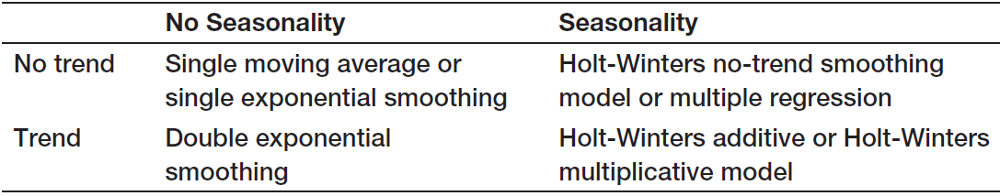 No Seasonality Seasonality
No trend Single moving average or Holt-Winters no-trend smoothing
single exponential smoothing model or multiple regression
Trend Double exponential Holt-Winters additive or Holt-Winters
smoothing multiplicative model